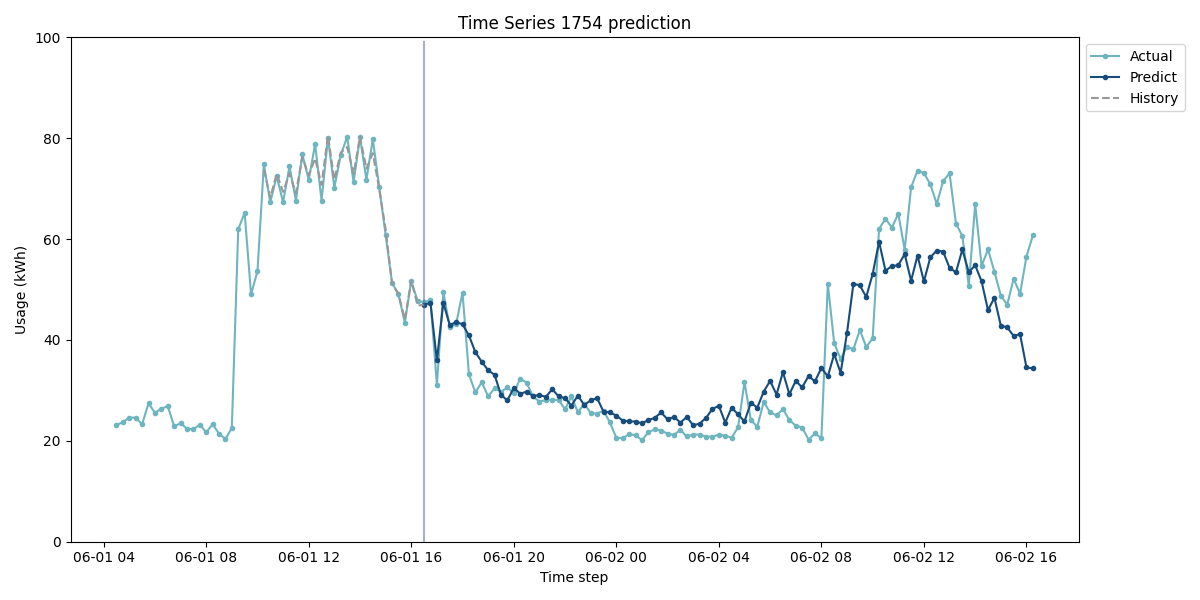 Time Series 1754 prediction
Usage (kWh)
100
80
60
40
20
0
06-01 04
06-01 08
06-01 12
06-01 16
06-01 20
06-02 00
06-02 04
06-02 08
06-02 12
06-02 16
Time step
Actual
Predict
History